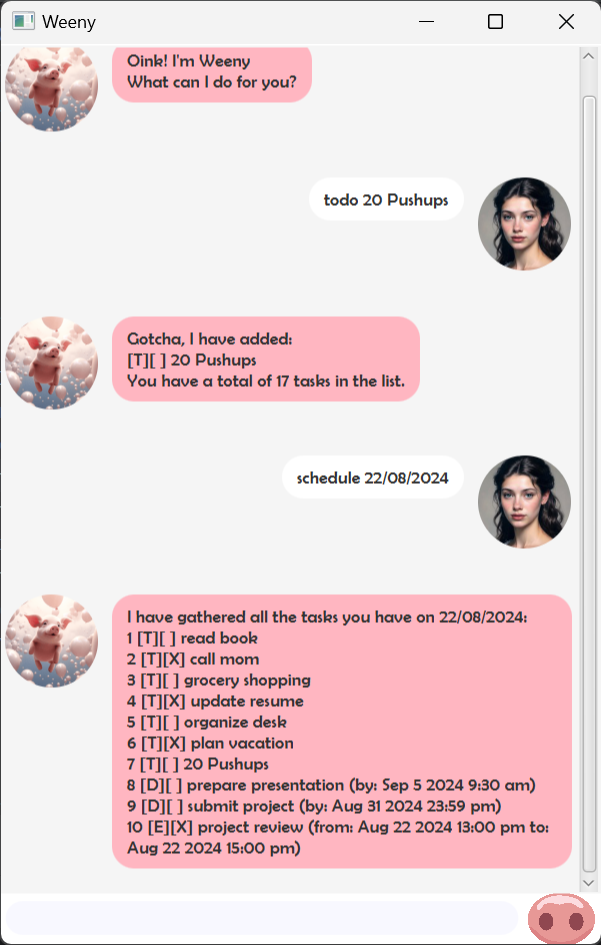 Weeny
Oink! I'm Weeny
What can I do for you?
todo 20 Pushups
Gotcha, I have added:
[T][ ] 20 Pushups
You have a total of 17 tasks in the list.
schedule 22/08/2024
I have gathered all the tasks you have on 22/08/2024:
1 [T][ ] read book
2 [T][X] call mom
3 [T][ ] grocery shopping
4 [T][X] update resume
5 [T][ ] organize desk
6 [T][X] plan vacation
7 [T][ ] 20 Pushups
8 [D][ ] prepare presentation (by: Sep 5 2024 9:30 am)
9 [D][ ] submit project (by: Aug 31 2024 23:59 pm)
10 [E][X] project review (from: Aug 22 2024 13:00 pm to:
Aug 22 2024 15:00 pm)